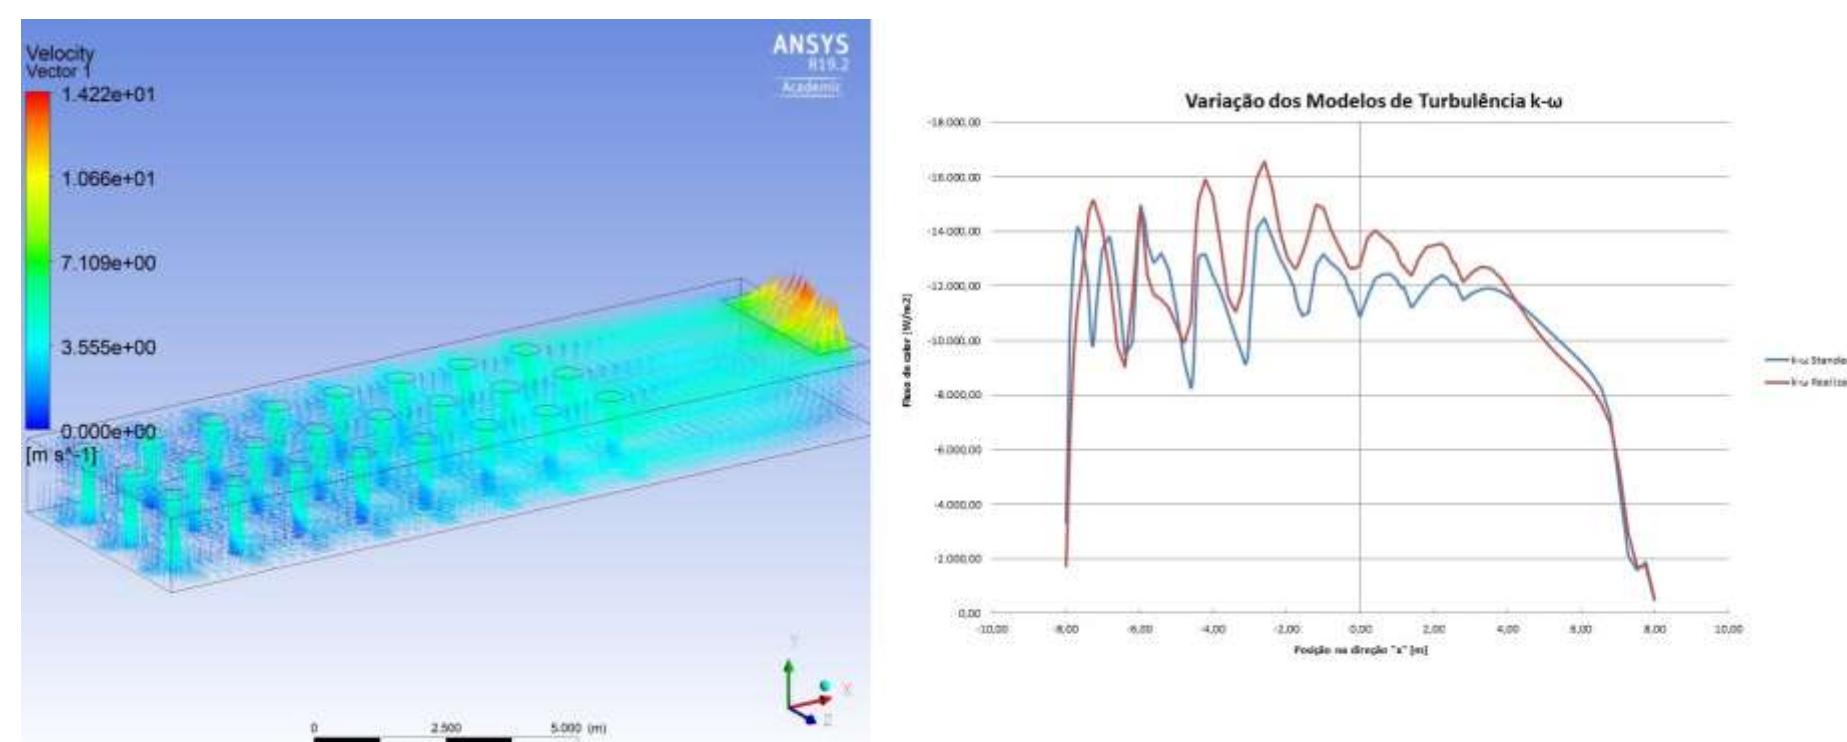 Velocity
Vector 1
1.422e+01
1.066e+01
7.109e+00
3.555e+00
0.000e+00
[m s^-1]
ANSYS
R19.2
Academic
Y
X
Z
0 2.500 5.000 (m)
Variação dos Modelos de Turbulência k-ω
-18.000,00
-16.000,00
-14.000,00
-12.000,00
-10.000,00
-8.000,00
-6.000,00
-4.000,00
-2.000,00
0,00
-10,00 -8,00 -6,00 -4,00 -2,00 0,00 2,00 4,00 6,00 8,00 10,00
Fluxo de calor [W/m2]
Posição na direção "x" [m]
k-ω
k-ω